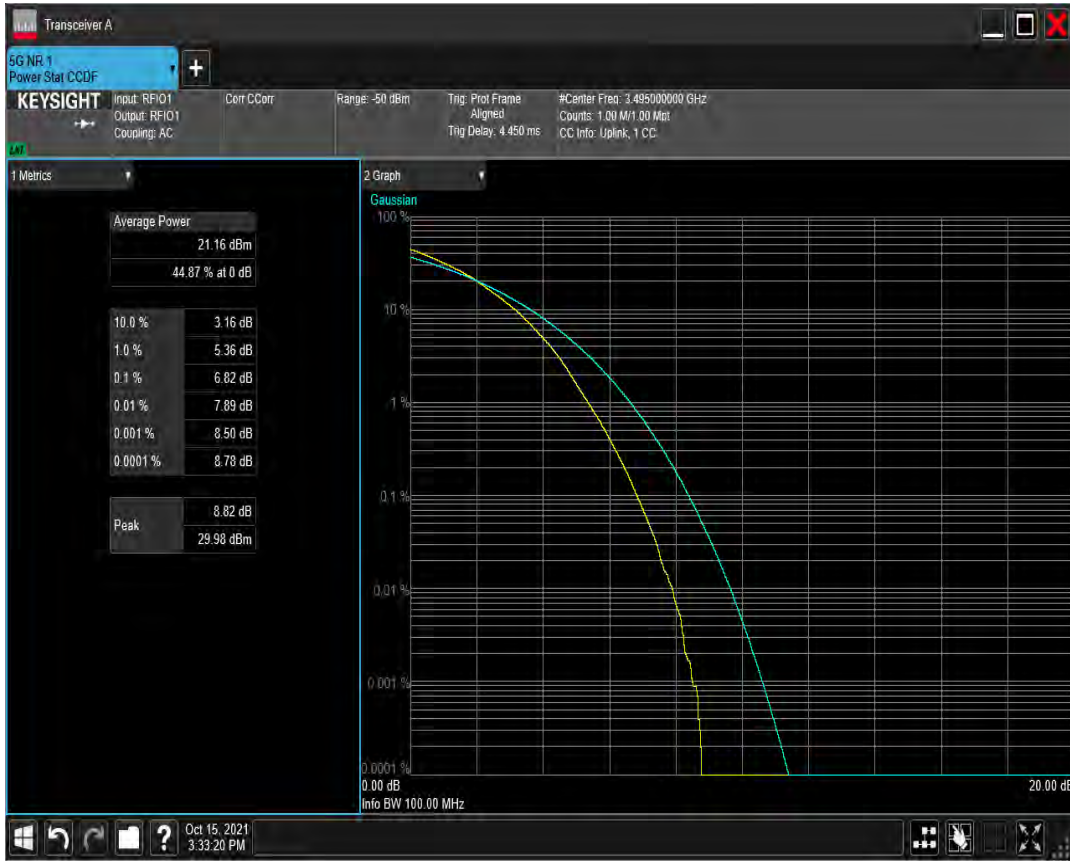 Transceiver A
5G NR 1
Power Stat CCDF
+
KEYSIGHT
Input: RFIO1
Output: RFIO1
Coupling: AC
Corr CCorr
Range: -50 dBm
Trig: Prot Frame
Aligned
Trig Delay: 4.450 ms
#Center Freq: 3.495000000 GHz
Counts: 1.00 M/1.00 Mpt
CC Info: Uplink, 1 CC
1 Metrics
Average Power
21.16 dBm
44.87 % at 0 dB
10.0 % 3.16 dB
1.0 % 5.36 dB
0.1 % 6.82 dB
0.01 % 7.89 dB
0.001 % 8.50 dB
0.0001 % 8.78 dB
Peak
8.82 dB
29.98 dBm
2 Graph
Gaussian
100 %
10 %
1 %
0.1 %
0.01 %
0.001 %
0.0001 %
0.00 dB 20.00 dB
Info BW 100.00 MHz
?
Oct 15, 2021
3:33:20 PM